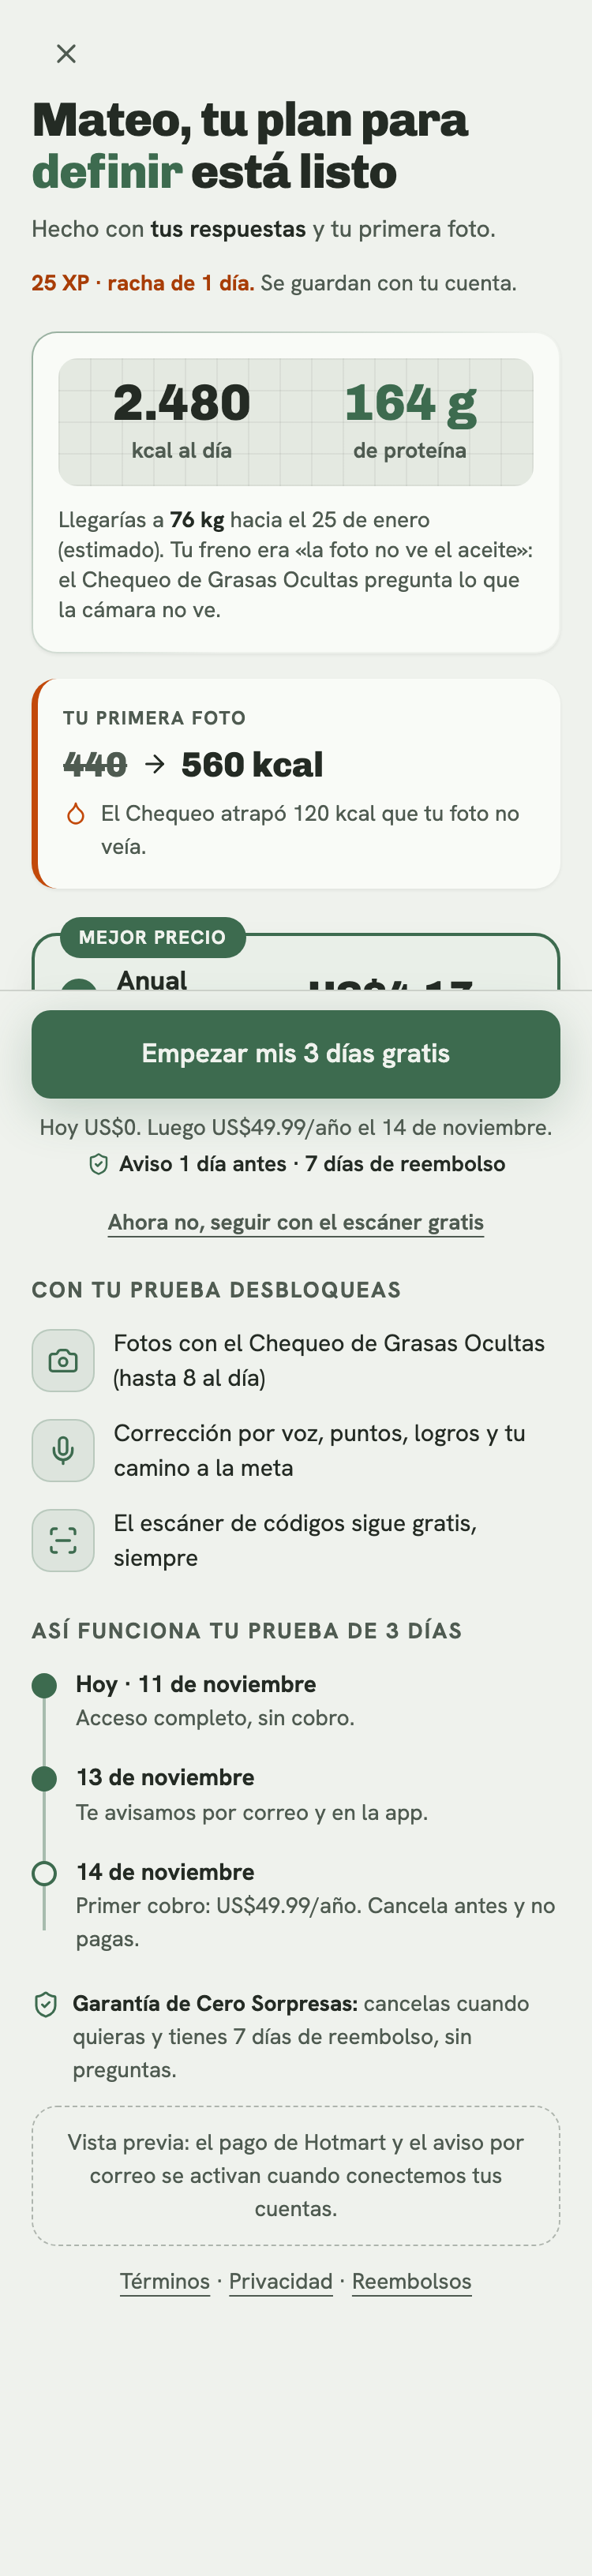 Mateo, tu plan para
definir está listo
Hecho con tus respuestas y tu primera foto.
25 XP · racha de 1 día. Se guardan con tu cuenta.
2.480
kcal al día
164 g
de proteína
Llegarías a 76 kg hacia el 25 de enero
(estimado). Tu freno era «la foto no ve el aceite»:
el Chequeo de Grasas Ocultas pregunta lo que
la cámara no ve.
TU PRIMERA FOTO
440 → 560 kcal
El Chequeo atrapó 120 kcal que tu foto no
veía.
MEJOR PRECIO
Anual
US$4.17
Empezar mis 3 días gratis
Hoy US$0. Luego US$49.99/año el 14 de noviembre.
Aviso 1 día antes · 7 días de reembolso
Ahora no, seguir con el escáner gratis
CON TU PRUEBA DESBLOQUEAS
Fotos con el Chequeo de Grasas Ocultas
(hasta 8 al día)
Corrección por voz, puntos, logros y tu
camino a la meta
El escáner de códigos sigue gratis,
siempre
ASÍ FUNCIONA TU PRUEBA DE 3 DÍAS
Hoy · 11 de noviembre
Acceso completo, sin cobro.
13 de noviembre
Te avisamos por correo y en la app.
14 de noviembre
Primer cobro: US$49.99/año. Cancela antes y no
pagas.
Garantía de Cero Sorpresas: cancelas cuando
quieras y tienes 7 días de reembolso, sin
preguntas.
Vista previa: el pago de Hotmart y el aviso por
correo se activan cuando conectemos tus
cuentas.
Términos · Privacidad · Reembolsos